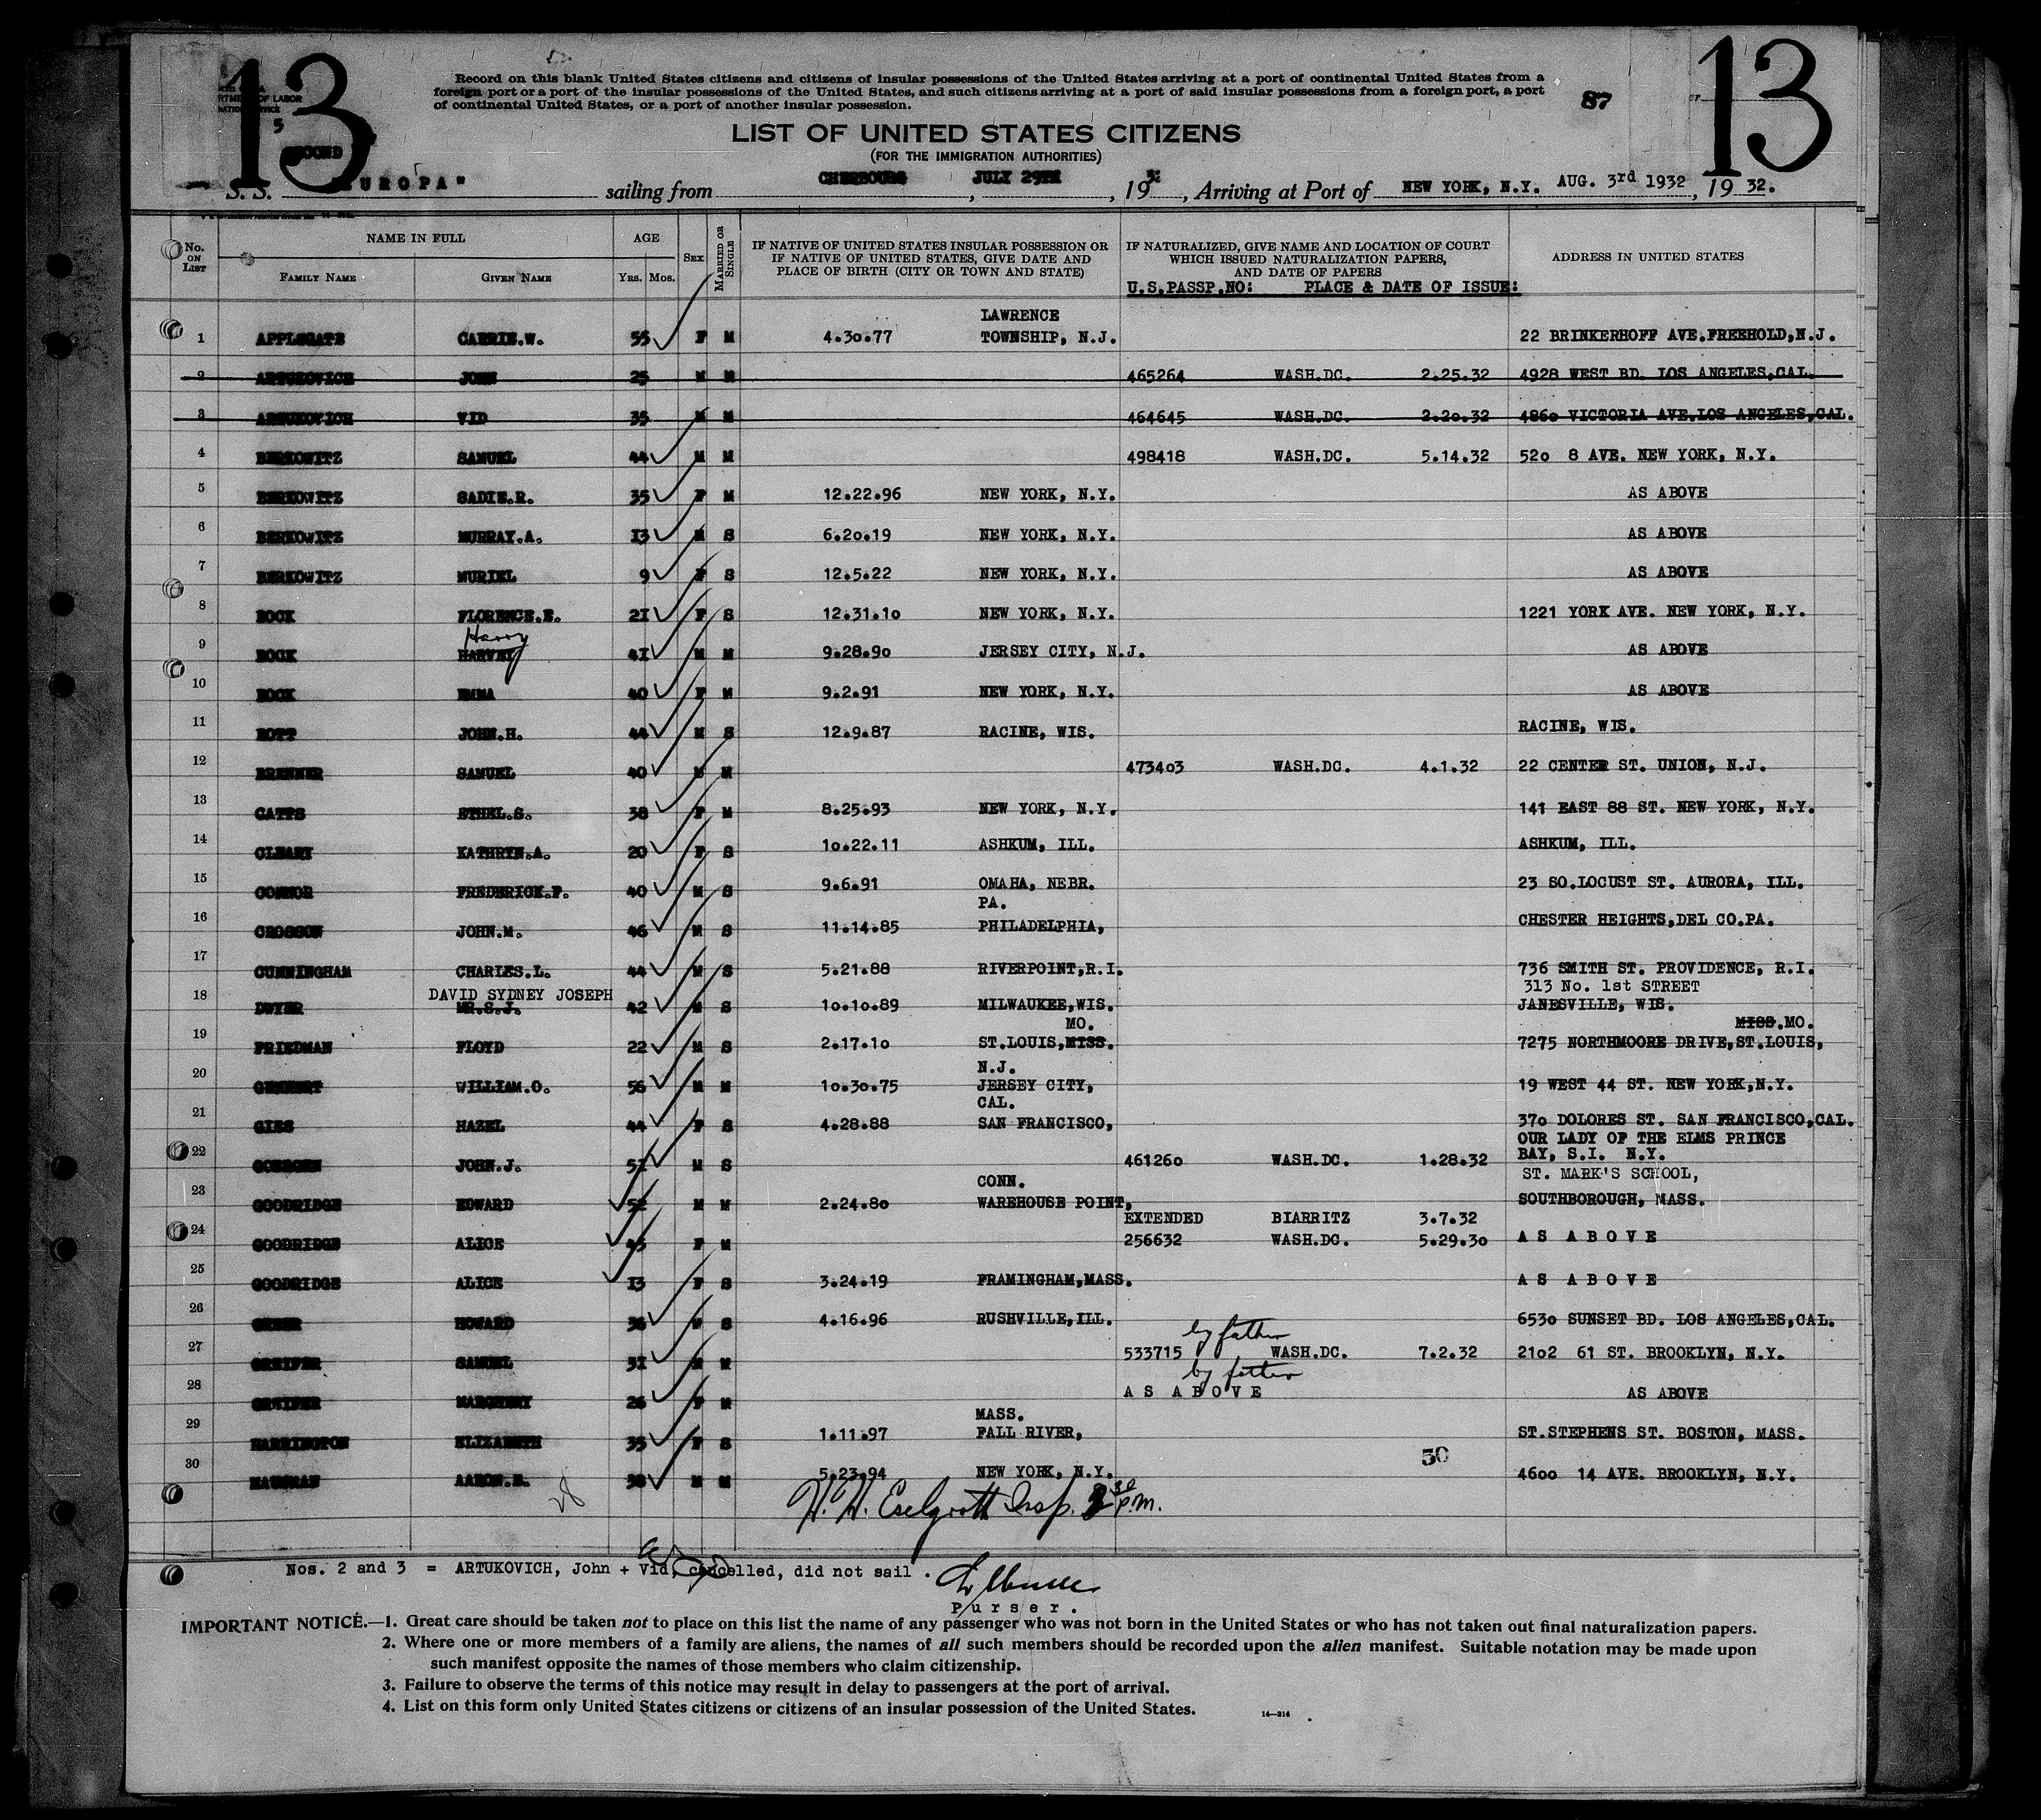 13
13
Record on this blank United States citizens and citizens of insular possessions of the United States arriving at a port of continental United States from a
foreign port or a port of the insular possessions of the United States, and such citizens arriving at a port of said insular possessions from a foreign port, a port
of continental United States, or a port of another insular possession.
87
OF LABOR
5
LIST OF UNITED STATES CITIZENS
(FOR THE IMMIGRATION AUTHORITIES)
S. S. EUROPA" sailing from CHERBOURG, JULY 29TH, 193, Arriving at Port of NEW YORK, N.Y. AUG. 3rd 1932, 19 32.
No. ON LIST
NAME IN FULL
FAMILY NAME GIVEN NAME
AGE
YRS. MOS.
SEX
MARRIED OR SINGLE
IF NATIVE OF UNITED STATES INSULAR POSSESSION OR
IF NATIVE OF UNITED STATES, GIVE DATE AND
PLACE OF BIRTH (CITY OR TOWN AND STATE)
IF NATURALIZED, GIVE NAME AND LOCATION OF COURT
WHICH ISSUED NATURALIZATION PAPERS,
AND DATE OF PAPERS
U.S.PASSP.NO: PLACE & DATE OF ISSUE:
ADDRESS IN UNITED STATES
LAWRENCE
1 APPLEGATE CARRIE.W. 55 F M 4.30.77 TOWNSHIP, N.J. 22 BRINKERHOFF AVE.FREEHOLD,N.J.
2 ARTUKOVICH JOHN 25 M M 465264 WASH.DC. 2.25.32 4928 WEST BD. LOS ANGELES,CAL.
3 ARTUKOVICH VID 35 M M 464645 WASH.DC. 2.20.32 4860 VICTORIA AVE.LOS ANGELES,CAL.
4 BERKOWITZ SAMUEL 44 M M 498418 WASH.DC. 5.14.32 520 8 AVE. NEW YORK, N.Y.
5 BERKOWITZ SADIE.R. 35 F M 12.22.96 NEW YORK, N.Y. AS ABOVE
6 BERKOWITZ MURRAY.A. 13 M S 6.20.19 NEW YORK, N.Y. AS ABOVE
7 BERKOWITZ MURIEL 9 F S 12.5.22 NEW YORK, N.Y. AS ABOVE
8 BOCK FLORENCE.E. 21 F S 12.31.10 NEW YORK, N.Y. 1221 YORK AVE. NEW YORK, N.Y.
Harry
9 BOCK HARVEY 41 M M 9.28.90 JERSEY CITY, N.J. AS ABOVE
10 BOCK EMMA 40 F M 9.2.91 NEW YORK, N.Y. AS ABOVE
11 BOTT JOHN.H. 44 M S 12.9.87 RACINE, WIS. RACINE, WIS.
12 BRENNER SAMUEL 40 M M 473403 WASH.DC. 4.1.32 22 CENTER ST. UNION, N.J.
13 CATTS ETHEL.S. 38 F M 8.25.93 NEW YORK, N.Y. 141 EAST 88 ST. NEW YORK, N.Y.
14 CLEARY KATHRYN.A. 20 F S 10.22.11 ASHKUM, ILL. ASHKUM, ILL.
15 CONNOR FREDERICK.F. 40 M S 9.6.91 OMAHA, NEBR. 23 SO.LOCUST ST. AURORA, ILL.
PA.
16 CROSSON JOHN.M. 46 M S 11.14.85 PHILADELPHIA, CHESTER HEIGHTS,DEL CO.PA.
17 CUNNINGHAM CHARLES.L. 44 M S 5.21.88 RIVERPOINT,R.I. 736 SMITH ST. PROVIDENCE, R.I.
DAVID SYDNEY JOSEPH 313 No. 1st STREET
18 DWYER MR.S.J. 42 M S 10.10.89 MILWAUKEE,WIS. JANESVILLE, WIS.
MO. MISS.MO.
19 FRIEDMAN FLOYD 22 M S 2.17.10 ST.LOUIS,MISS. 7275 NORTHMOORE DRIVE,ST.LOUIS,
N.J.
20 WILLIAM.O. 56 M M 10.30.75 JERSEY CITY, 19 WEST 44 ST. NEW YORK,N.Y.
CAL.
21 GIES HAZEL 44 F S 4.28.88 SAN FRANCISCO, 370 DOLORES ST. SAN FRANCISCO,CAL.
OUR LADY OF THE ELMS PRINCE
22 JOHN.J. 51 M S 461260 WASH.DC. 1.28.32 BAY, S.I. N.Y.
CONN. ST. MARK'S SCHOOL,
23 GOODRIDGE EDWARD 52 M M 2.24.80 WAREHOUSE POINT, SOUTHBOROUGH, MASS.
EXTENDED BIARRITZ 3.7.32
24 GOODRIDGE ALICE 45 F M 256632 WASH.DC. 5.29.30 AS ABOVE
25 GOODRIDGE ALICE 13 F S 3.24.19 FRAMINGHAM,MASS. AS ABOVE
26 GREER HOWARD 36 M S 4.16.96 RUSHVILLE,ILL. 6530 SUNSET BD. LOS ANGELES,CAL.
by father
27 GREIFER SAMUEL 31 M M 533715 WASH.DC. 7.2.32 2102 61 ST. BROOKLYN, N.Y.
by father
28 GREIFER 26 F M AS ABOVE AS ABOVE
MASS.
29 HARRINGTON ELIZABETH 35 F S 1.11.97 FALL RIVER, ST.STEPHENS ST. BOSTON, MASS.
30
30 HAUSMAN AARON. 38 M M 5.23.94 NEW YORK, N.Y. 4600 14 AVE. BROOKLYN, N.Y.
28
H. H. Eselgroth Insp. 3 30 p.m.
Nos. 2 and 3 = ARTUKOVICH, John + Vid, cancelled, did not sail.
Purser.
IMPORTANT NOTICE.—1. Great care should be taken not to place on this list the name of any passenger who was not born in the United States or who has not taken out final naturalization papers.
2. Where one or more members of a family are aliens, the names of all such members should be recorded upon the alien manifest. Suitable notation may be made upon
such manifest opposite the names of those members who claim citizenship.
3. Failure to observe the terms of this notice may result in delay to passengers at the port of arrival.
4. List on this form only United States citizens or citizens of an insular possession of the United States.
14—214